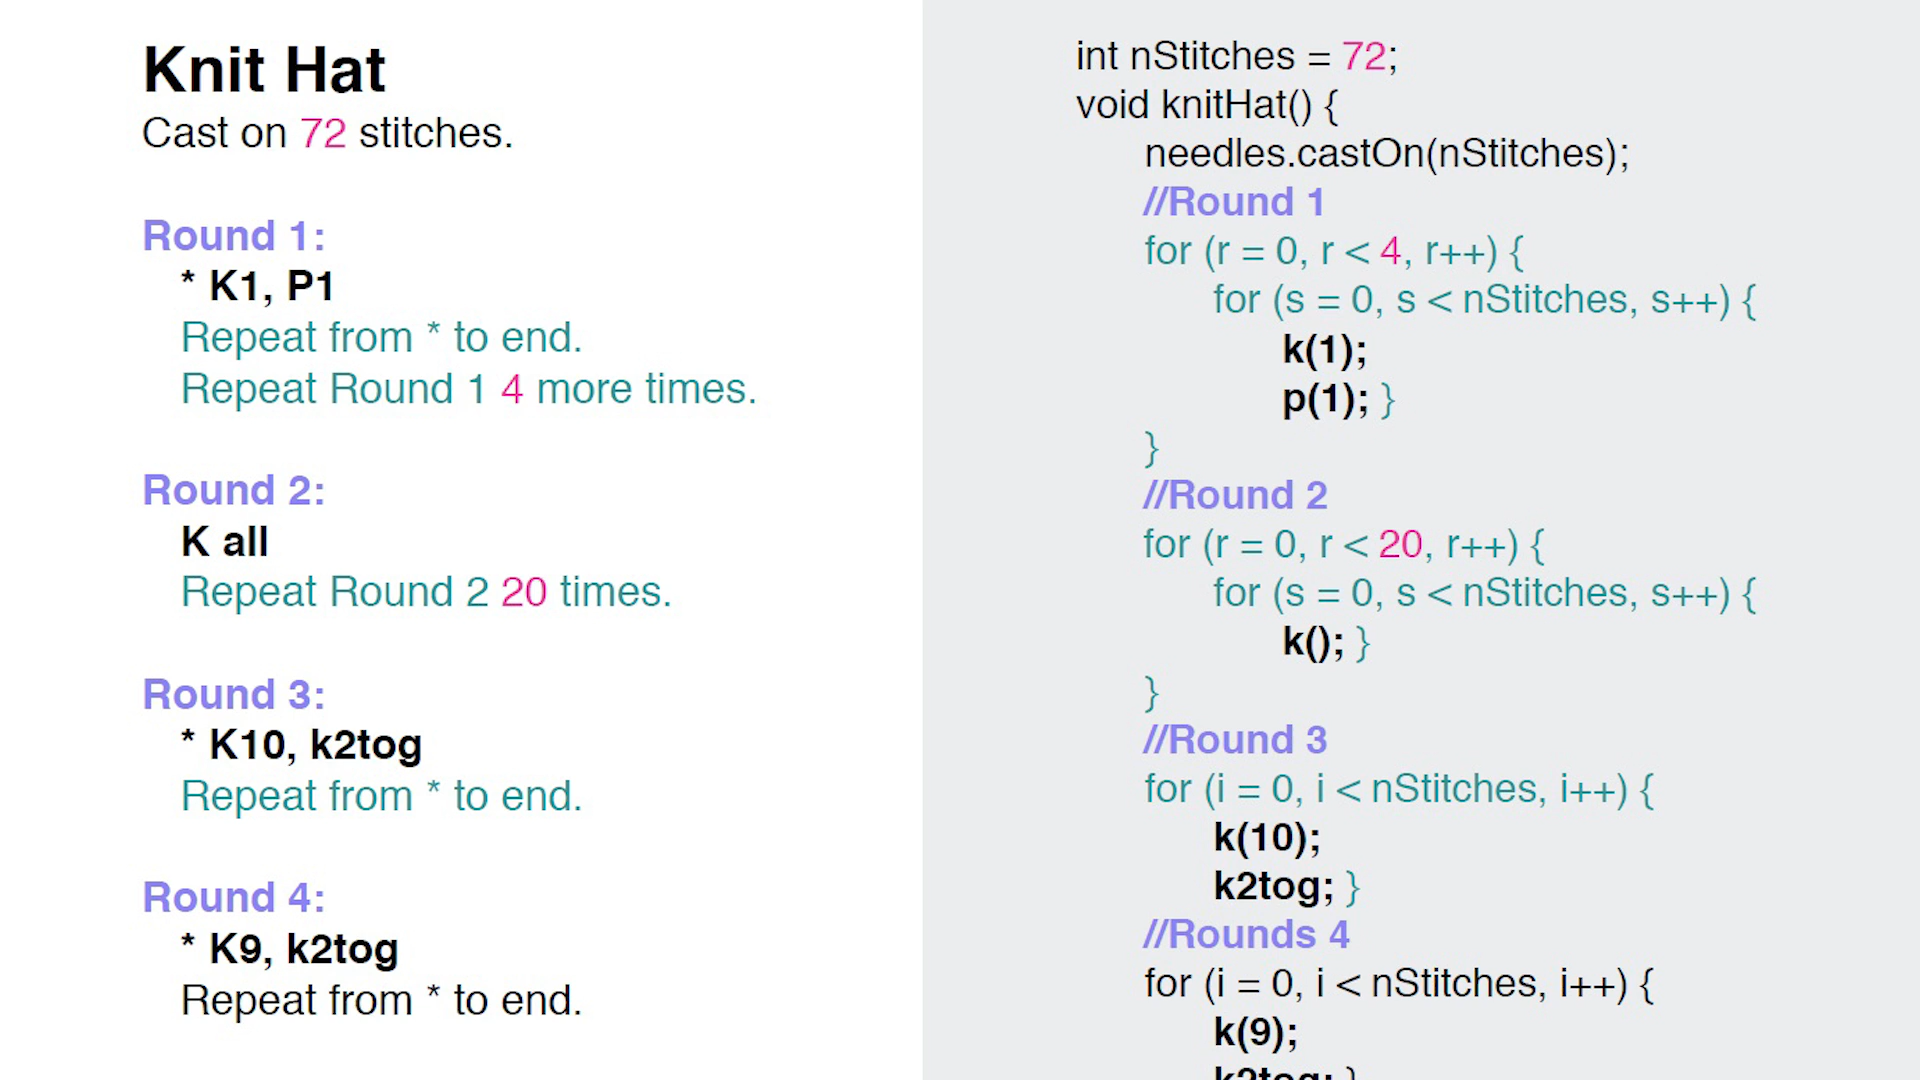 Knit Hat
Cast on 72 stitches.
Round 1:
* K1, P1
Repeat from * to end.
Repeat Round 1 4 more times.
Round 2:
K all
Repeat Round 2 20 times.
Round 3:
* K10, k2tog
Repeat from * to end.
Round 4:
* K9, k2tog
Repeat from * to end.
int nStitches = 72;
void knitHat() {
needles.castOn(nStitches);
//Round 1
for (r = 0, r < 4, r++) {
for (s = 0, s < nStitches, s++) {
k(1);
p(1); }
}
//Round 2
for (r = 0, r < 20, r++) {
for (s = 0, s < nStitches, s++) {
k(); }
}
//Round 3
for (i = 0, i < nStitches, i++) {
k(10);
k2tog; }
//Rounds 4
for (i = 0, i < nStitches, i++) {
k(9);
k2tog; }